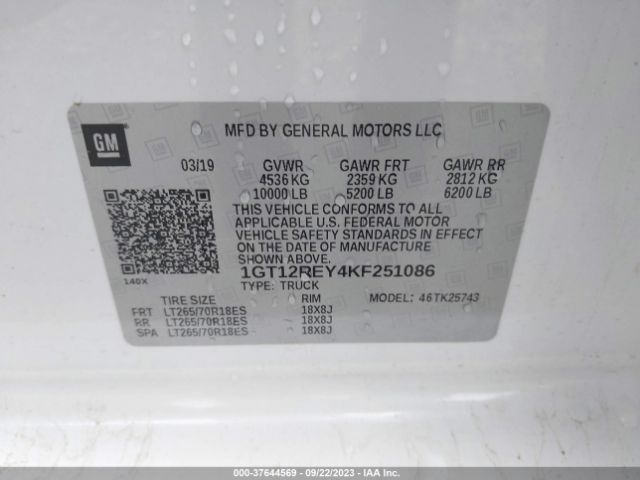 GM
MFD BY GENERAL MOTORS LLC
03/19 GVWR GAWR FRT GAWR RR
4536 KG 2359 KG 2812 KG
10000 LB 5200 LB 6200 LB
THIS VEHICLE CONFORMS TO ALL
APPLICABLE U.S. FEDERAL MOTOR
VEHICLE SAFETY STANDARDS IN EFFECT
ON THE DATE OF MANUFACTURE
SHOWN ABOVE.
1GT12REY4KF251086
140X
TYPE: TRUCK MODEL: 46TK25743
TIRE SIZE RIM
FRT LT265/70R18ES 18X8J
RR LT265/70R18ES 18X8J
SPA LT265/70R18ES 18X8J
000-37644569 - 09/22/2023 - IAA Inc.